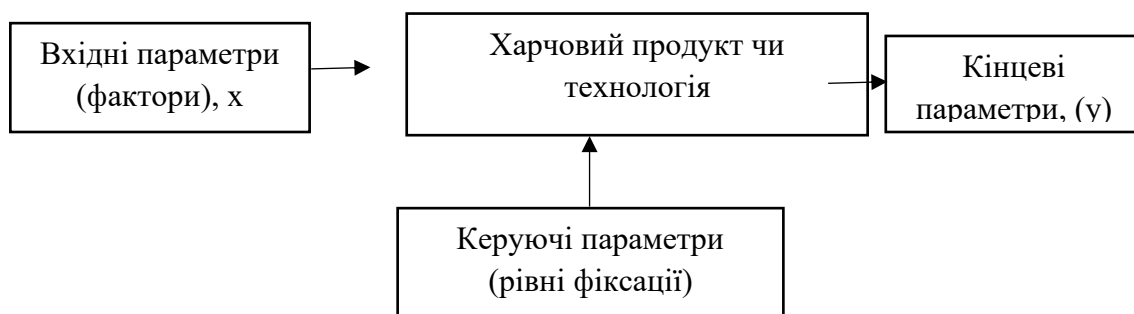 Вхідні параметри
(фактори), х
Харчовий продукт чи
технологія
Кінцеві
параметри, (у)
Керуючі параметри
(рівні фіксації)